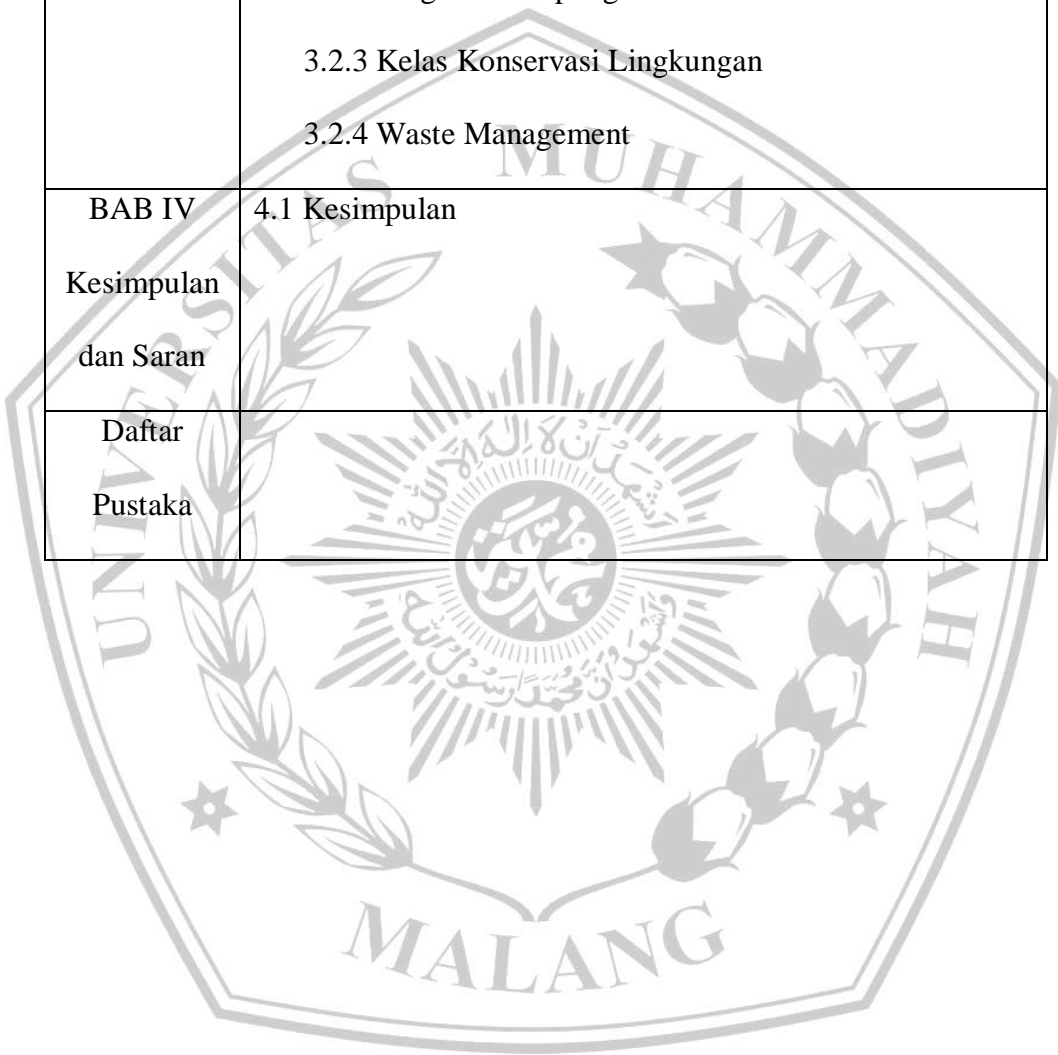 3.2.3 Kelas Konservasi Lingkungan
3.2.4 Waste Management
BAB IV
Kesimpulan
dan Saran
4.1 Kesimpulan
Daftar
Pustaka
UNIVERSITAS MUHAMMADIYAH
MALANG